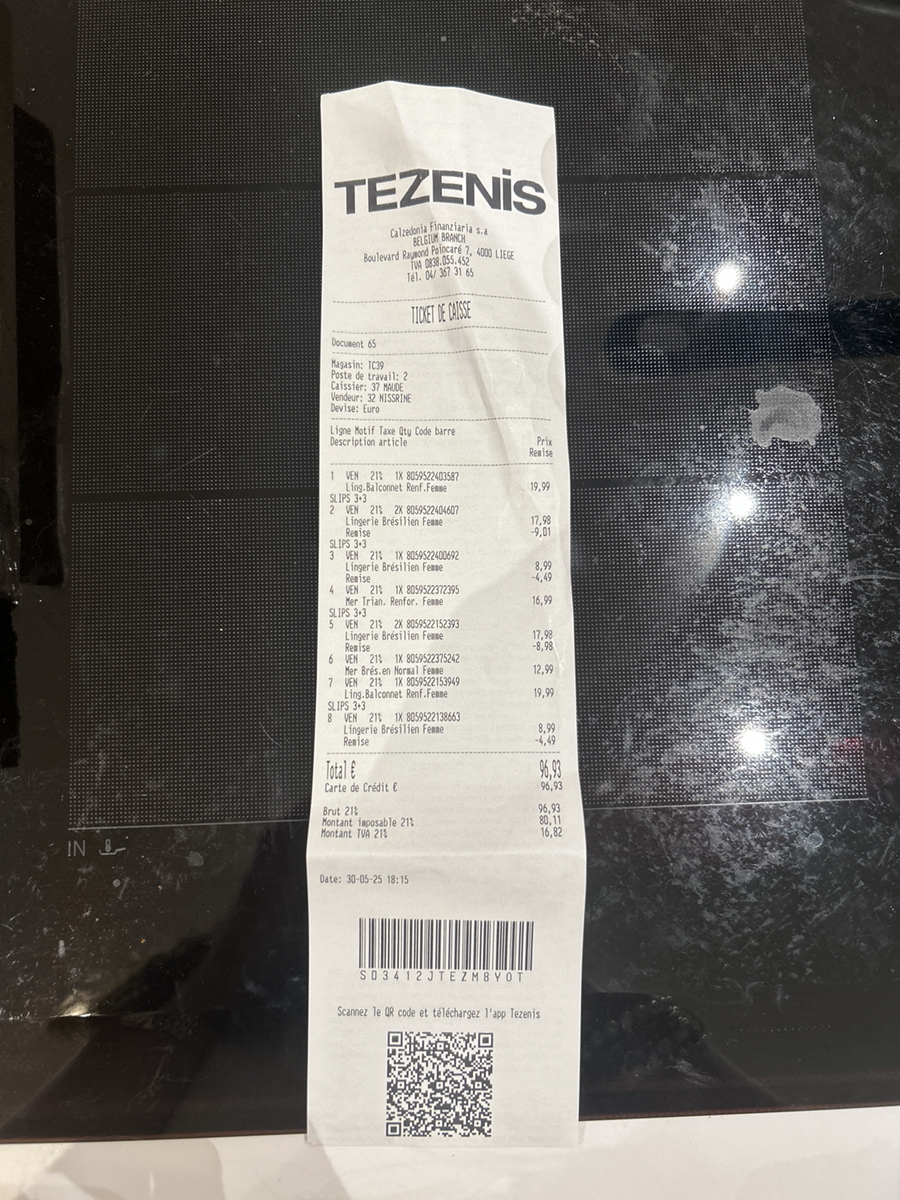 TEZENiS
Calzedonia Finanziaria s.a
BELGIUM BRANCH
Boulevard Raymond Poincaré 7, 4000 LIEGE
TVA 0838.055.452
Tél. 04/ 367 31 65
TICKET DE CAISSE
Document 65
Magasin: TC39
Poste de travail: 2
Caissier: 37 MAUDE
Vendeur: 32 NISSRINE
Devise: Euro
Ligne Motif Taxe Qty Code barre
Description article Prix
Remise
1 VEN 21% 1X 8059522403587
Ling.Balconnet Renf.Femme 19,99
SLIPS 3+3
2 VEN 21% 2X 8059522404607
Lingerie Brésilien Femme 17,98
Remise -9,01
SLIPS 3+3
3 VEN 21% 1X 8059522400692
Lingerie Brésilien Femme 8,99
Remise -4,49
4 VEN 21% 1X 8059522372395
Mer Trian. Renfor. Femme 16,99
SLIPS 3+3
5 VEN 21% 2X 8059522152393
Lingerie Brésilien Femme 17,98
Remise -8,98
6 VEN 21% 1X 8059522375242
Mer Brés.en Normal Femme 12,99
7 VEN 21% 1X 8059522153949
Ling.Balconnet Renf.Femme 19,99
SLIPS 3+3
8 VEN 21% 1X 8059522138663
Lingerie Brésilien Femme 8,99
Remise -4,49
Total € 96,93
Carte de Crédit € 96,93
Brut 21% 96,93
Montant imposable 21% 80,11
Montant TVA 21% 16,82
Date: 30-05-25 18:15
S03412JTEZM8YOT
Scannez le QR code et téléchargez l'app Tezenis
IN